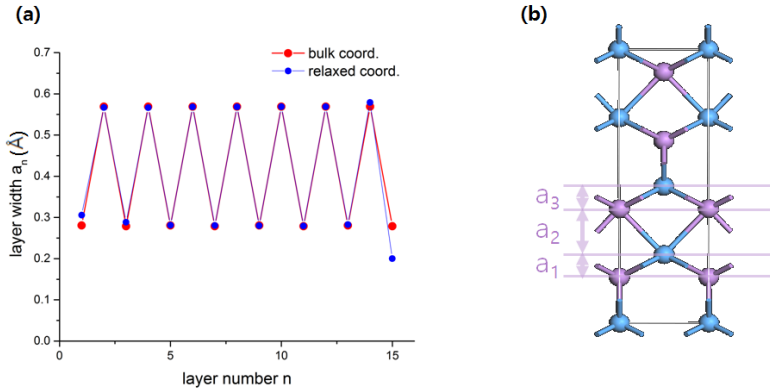 (a)
0.7
0.6
0.5
0.4
0.3
0.2
0.1
0.0
layer width aₙ (Å)
bulk coord.
relaxed coord.
0
5
10
15
layer number n
(b)
a₃
a₂
a₁